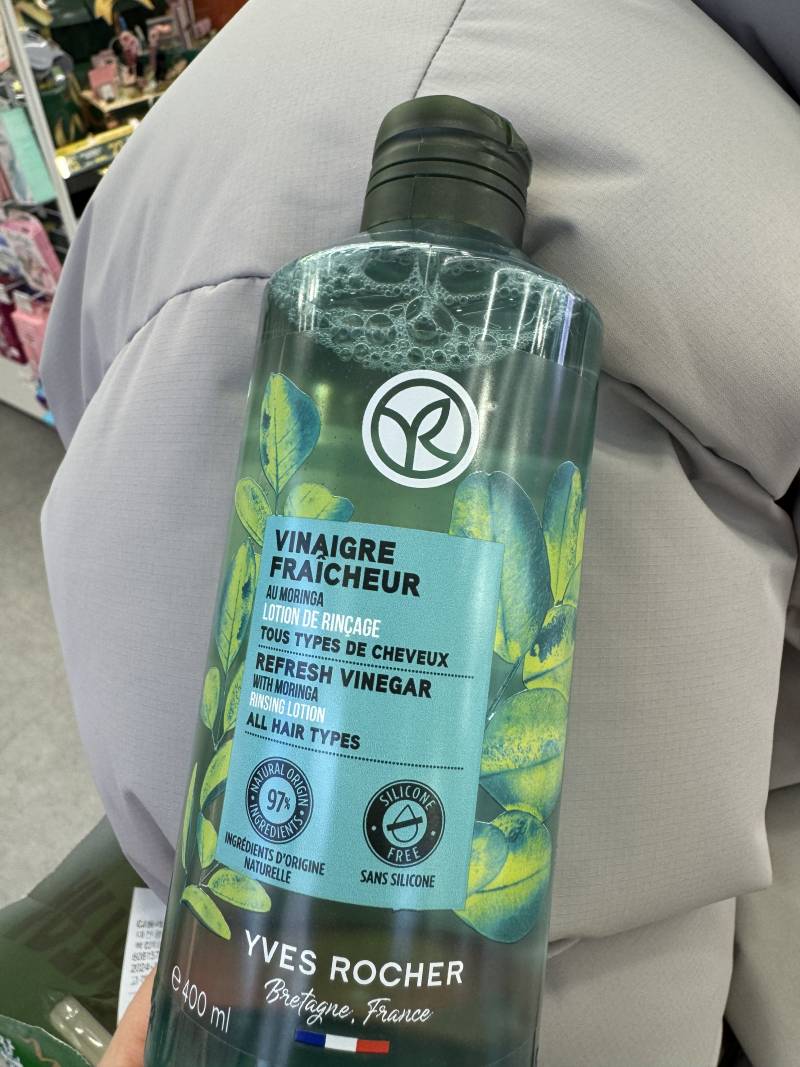 VINAIGRE
FRAÎCHEUR
AU MORINGA
LOTION DE RINÇAGE
TOUS TYPES DE CHEVEUX
REFRESH VINEGAR
WITH MORINGA
RINSING LOTION
ALL HAIR TYPES
NATURAL ORIGIN
97%
INGREDIENTS
INGRÉDIENTS D'ORIGINE
NATURELLE
SILICONE
FREE
SANS SILICONE
YVES ROCHER
Bretagne, France
e 400 ml